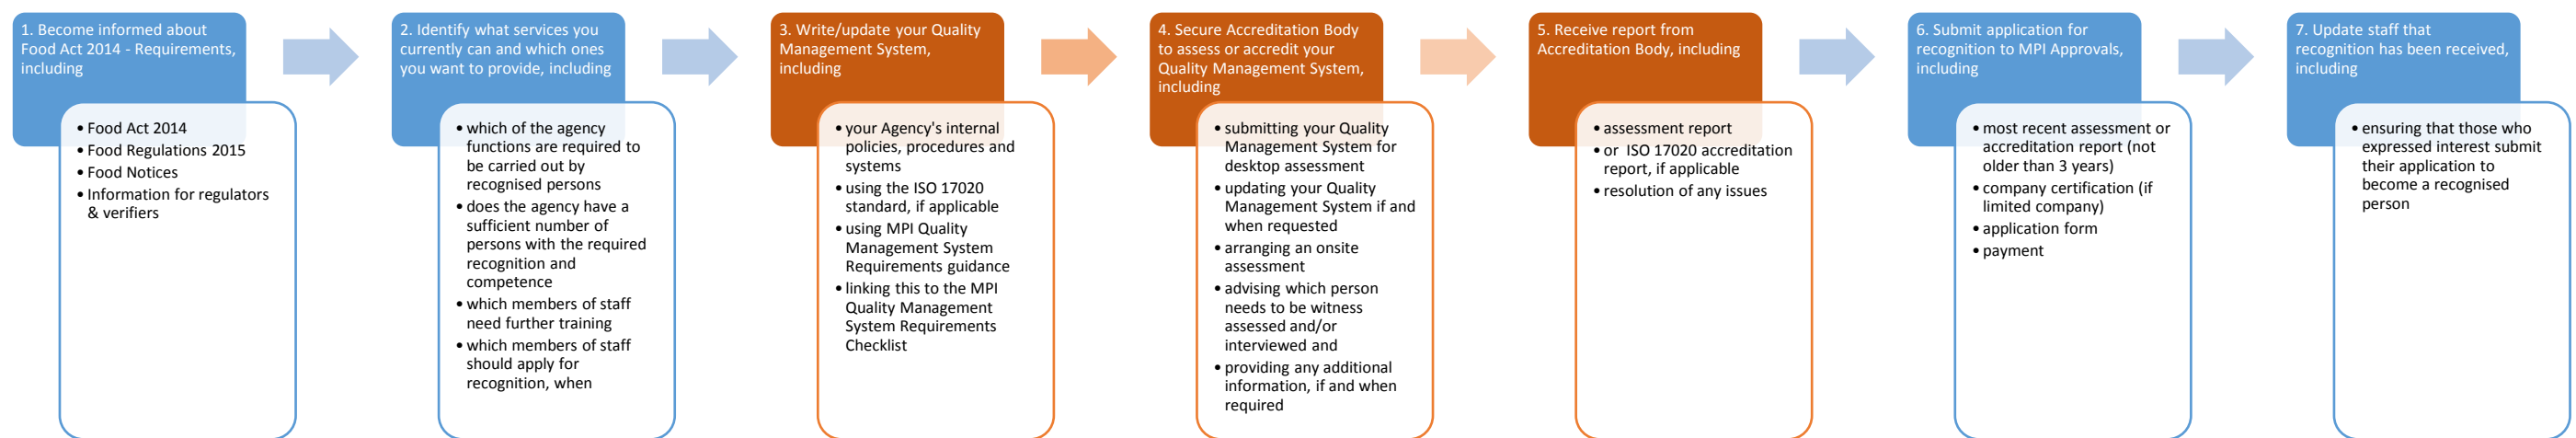 1. Become informed about
Food Act 2014 - Requirements,
including
• Food Act 2014
• Food Regulations 2015
• Food Notices
• Information for regulators
& verifiers
2. Identify what services you
currently can and which ones
you want to provide, including
• which of the agency
functions are required to
be carried out by
recognised persons
• does the agency have a
sufficient number of
persons with the required
recognition and
competence
• which members of staff
need further training
• which members of staff
should apply for
recognition, when
3. Write/update your Quality
Management System,
including
• your Agency's internal
policies, procedures and
systems
• using the ISO 17020
standard, if applicable
• using MPI Quality
Management System
Requirements guidance
• linking this to the MPI
Quality Management
System Requirements
Checklist
4. Secure Accreditation Body
to assess or accredit your
Quality Management System,
including
• submitting your Quality
Management System for
desktop assessment
• updating your Quality
Management System if and
when requested
• arranging an onsite
assessment
• advising which person
needs to be witness
assessed and/or
interviewed and
• providing any additional
information, if and when
required
5. Receive report from
Accreditation Body, including
• assessment report
• or ISO 17020 accreditation
report, if applicable
• resolution of any issues
6. Submit application for
recognition to MPI Approvals,
including
• most recent assessment or
accreditation report (not
older than 3 years)
• company certification (if
limited company)
• application form
• payment
7. Update staff that
recognition has been received,
including
• ensuring that those who
expressed interest submit
their application to
become a recognised
person